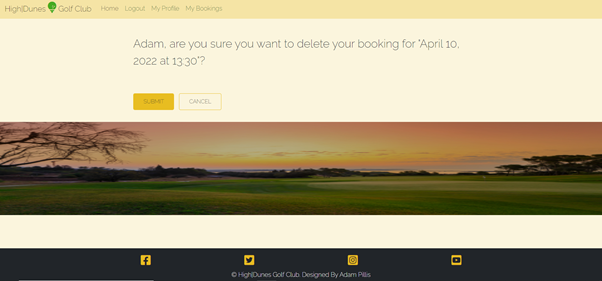 High|Dunes Golf Club Home Logout My Profile My Bookings
Adam, are you sure you want to delete your booking for "April 10,
2022 at 13:30"?
SUBMIT CANCEL
© High|Dunes Golf Club. Designed By Adam Pillis